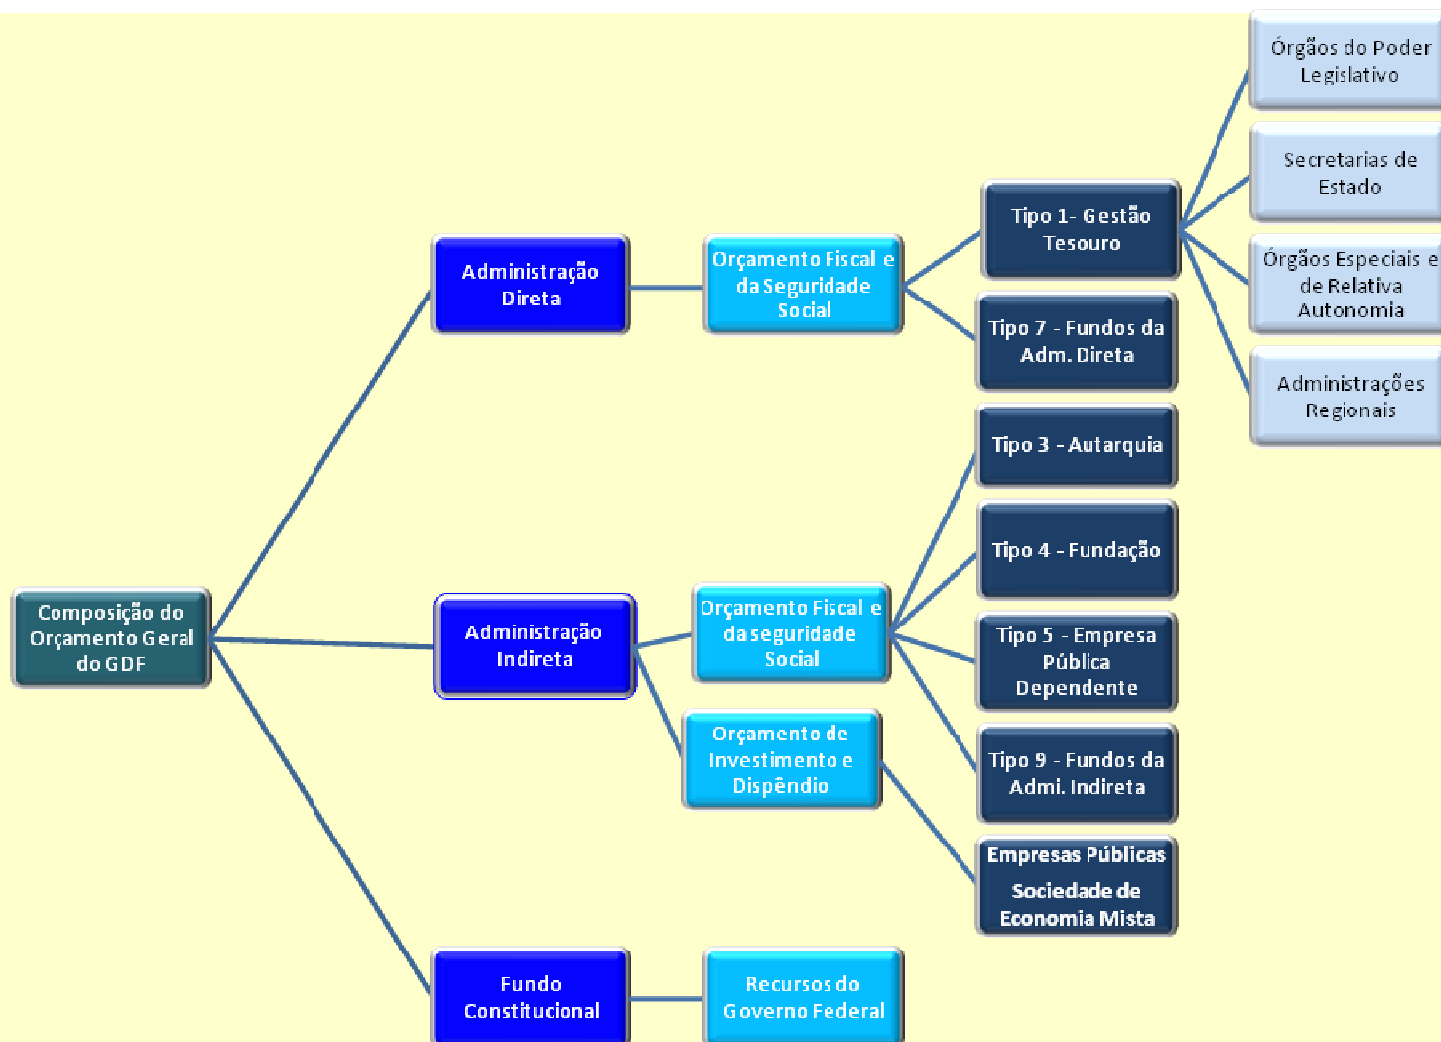 Composição do
Orçamento Geral
do GDF
Administração
Direta
Orçamento Fiscal e
da Seguridade
Social
Tipo 1- Gestão
Tesouro
Órgãos do Poder
Legislativo
Secretarias de
Estado
Órgãos Especiais e
de Relativa
Autonomia
Administrações
Regionais
Tipo 7 - Fundos da
Adm. Direta
Administração
Indireta
Orçamento Fiscal e
da seguridade
Social
Tipo 3 - Autarquia
Tipo 4 - Fundação
Tipo 5 - Empresa
Pública
Dependente
Tipo 9 - Fundos da
Admi. Indireta
Orçamento de
Investimento e
Dispêndio
Empresas Públicas
Sociedade de
Economia Mista
Fundo
Constitucional
Recursos do
Governo Federal